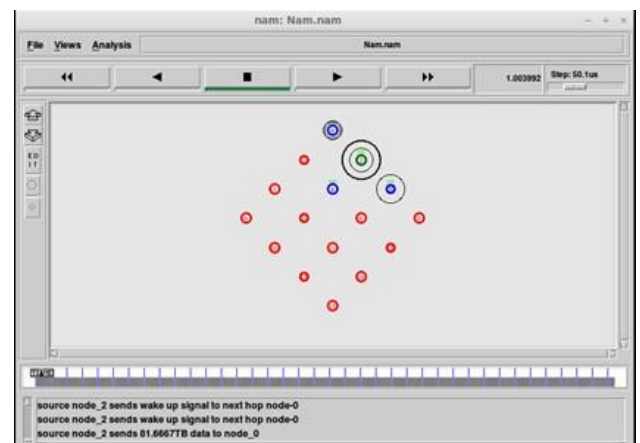 nam: Nam.nam
File Views Analysis Nam.nam
1.003992 Step: 50.1us
ED
IT
source node_2 sends wake up signal to next hop node-0
source node_2 sends wake up signal to next hop node-0
source node_2 sends 81.6667TB data to node_0